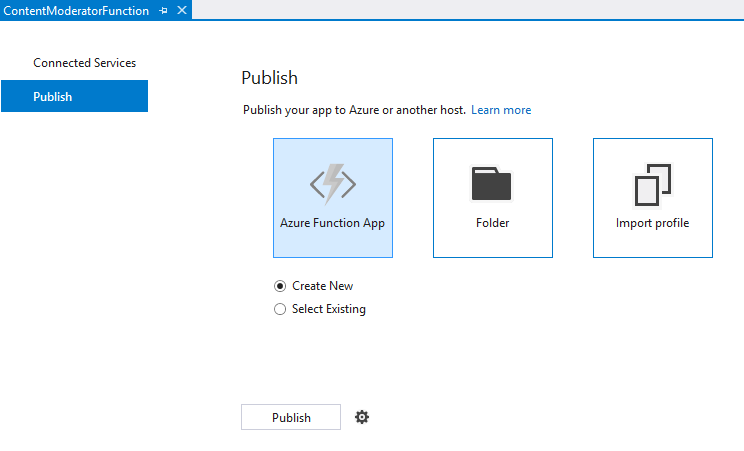 ContentModeratorFunction
Connected Services
Publish
Publish
Publish your app to Azure or another host. Learn more
Azure Function App
Folder
Import profile
Create New
Select Existing
Publish